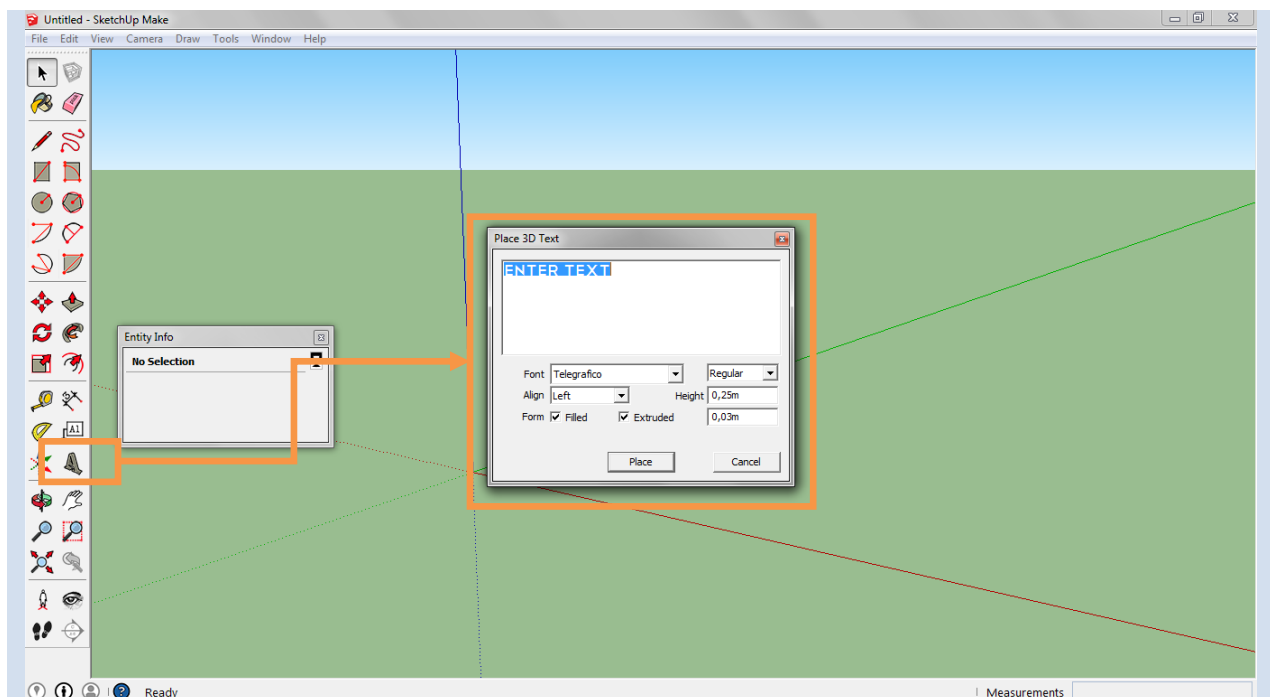 Untitled - SketchUp Make
File Edit View Camera Draw Tools Window Help
A1
Entity Info
No Selection
Place 3D Text
ENTER TEXT
Font Telegrafico Regular
Align Left Height 0,25m
Form Filled Extruded 0,03m
Place Cancel
Ready
Measurements